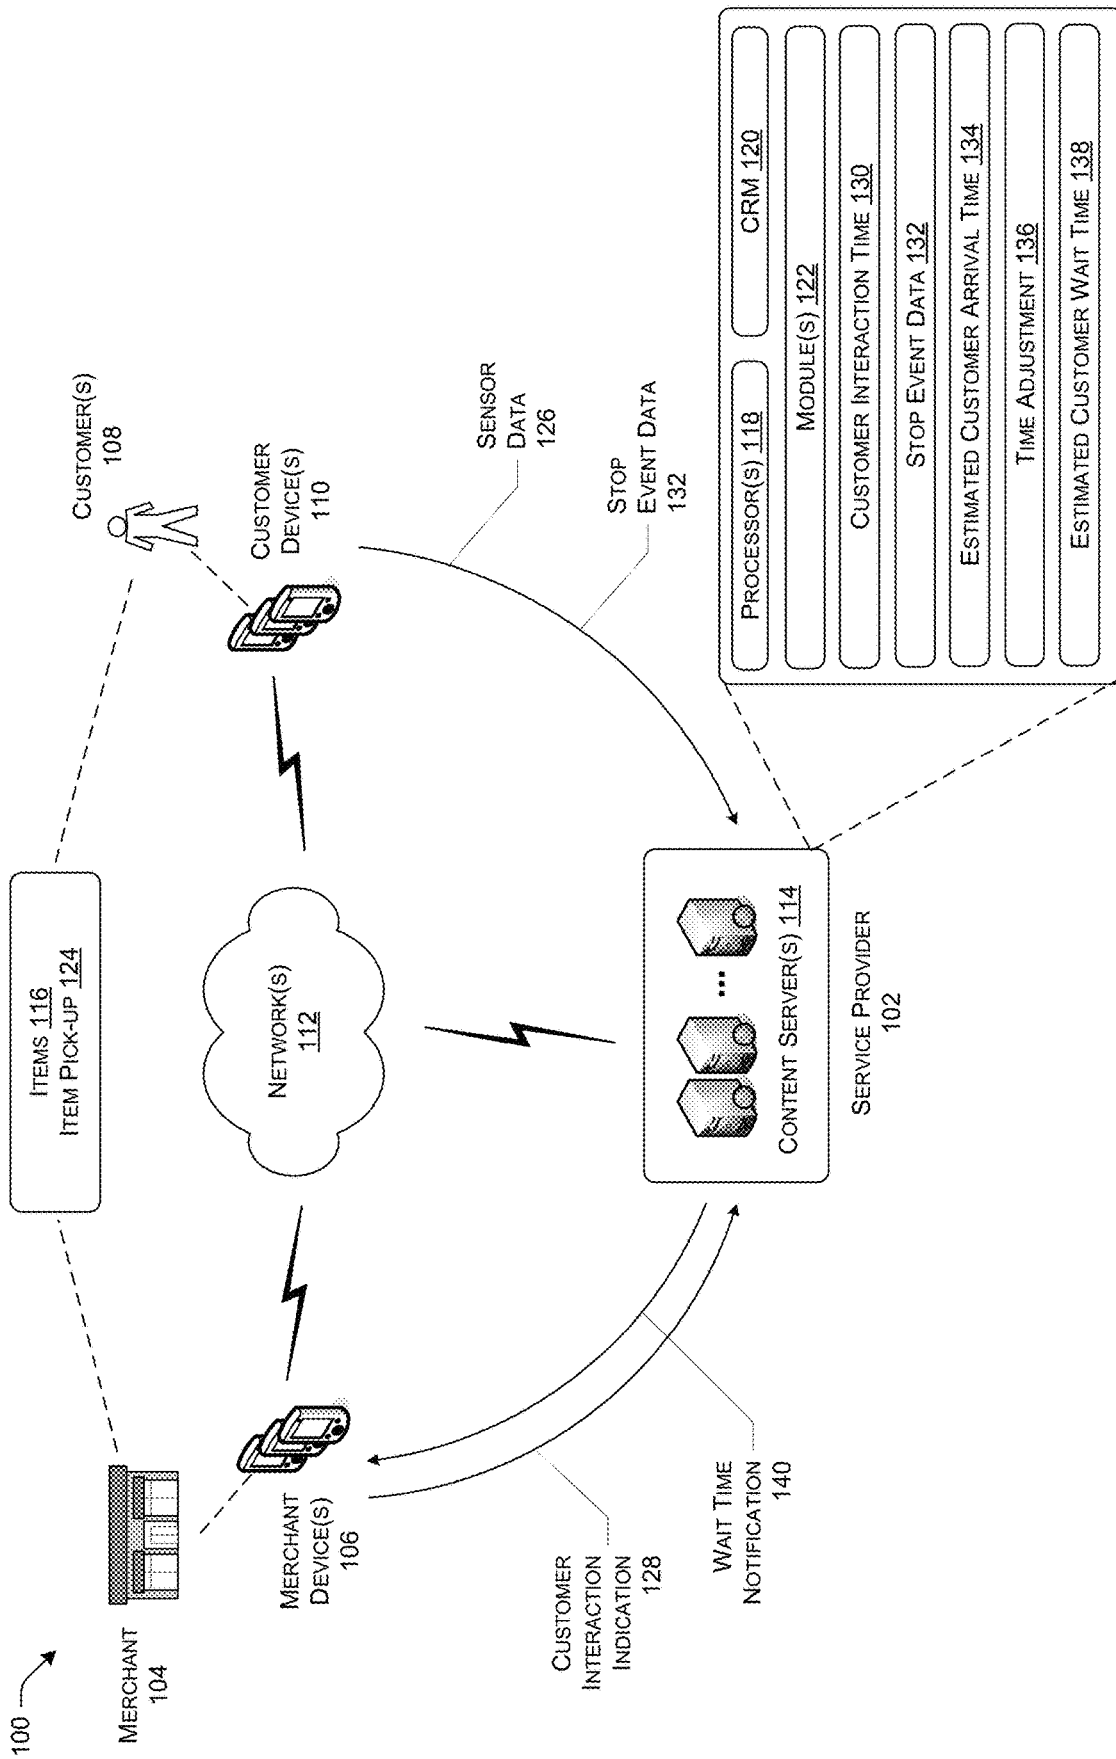 100
MERCHANT
104
ITEMS 116
ITEM PICK-UP 124
CUSTOMER(S)
108
MERCHANT
DEVICE(S)
106
NETWORK(S)
112
CUSTOMER
DEVICE(S)
110
CUSTOMER
INTERACTION
INDICATION
128
WAIT TIME
NOTIFICATION
140
SENSOR
DATA
126
STOP
EVENT DATA
132
CONTENT SERVER(S) 114
SERVICE PROVIDER
102
PROCESSOR(S) 118
CRM 120
MODULE(S) 122
CUSTOMER INTERACTION TIME 130
STOP EVENT DATA 132
ESTIMATED CUSTOMER ARRIVAL TIME 134
TIME ADJUSTMENT 136
ESTIMATED CUSTOMER WAIT TIME 138